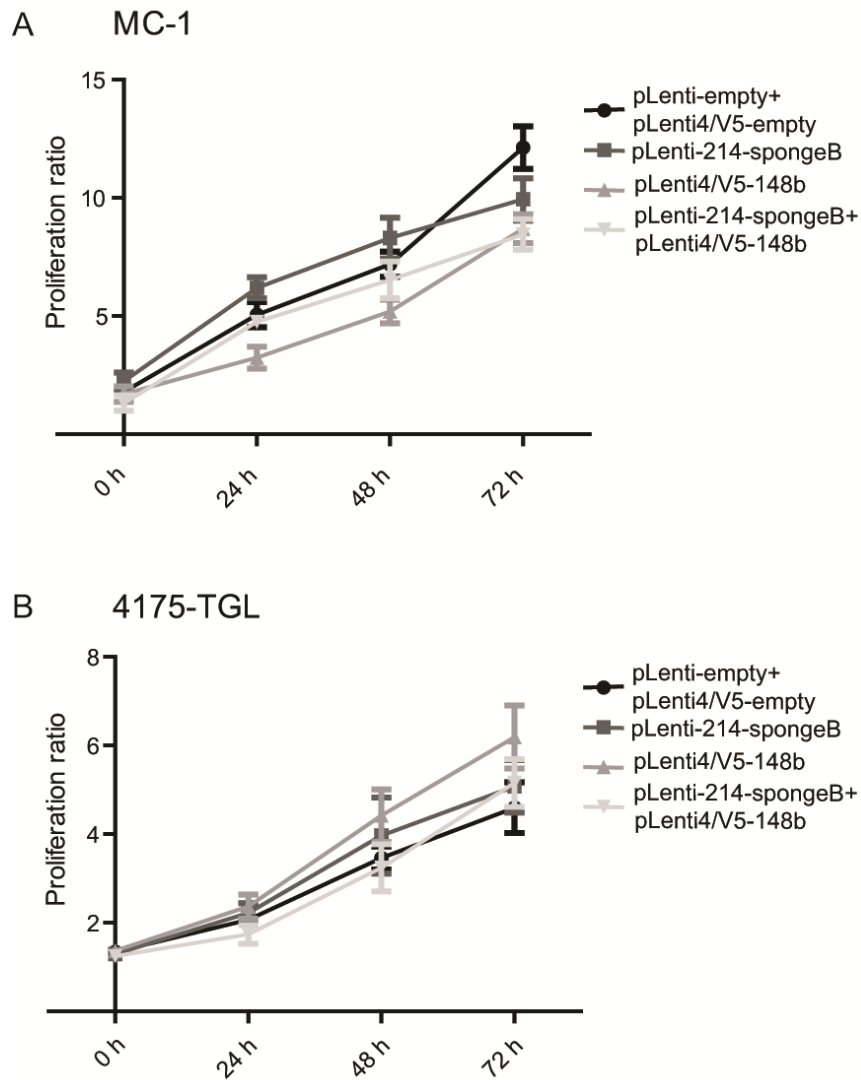 A MC-1
15
10
5
Proliferation ratio
0 h
24 h
48 h
72 h
pLenti-empty+
pLenti4/V5-empty
pLenti-214-spongeB
pLenti4/V5-148b
pLenti-214-spongeB+
pLenti4/V5-148b
B 4175-TGL
8
6
4
2
Proliferation ratio
0 h
24 h
48 h
72 h
pLenti-empty+
pLenti4/V5-empty
pLenti-214-spongeB
pLenti4/V5-148b
pLenti-214-spongeB+
pLenti4/V5-148b